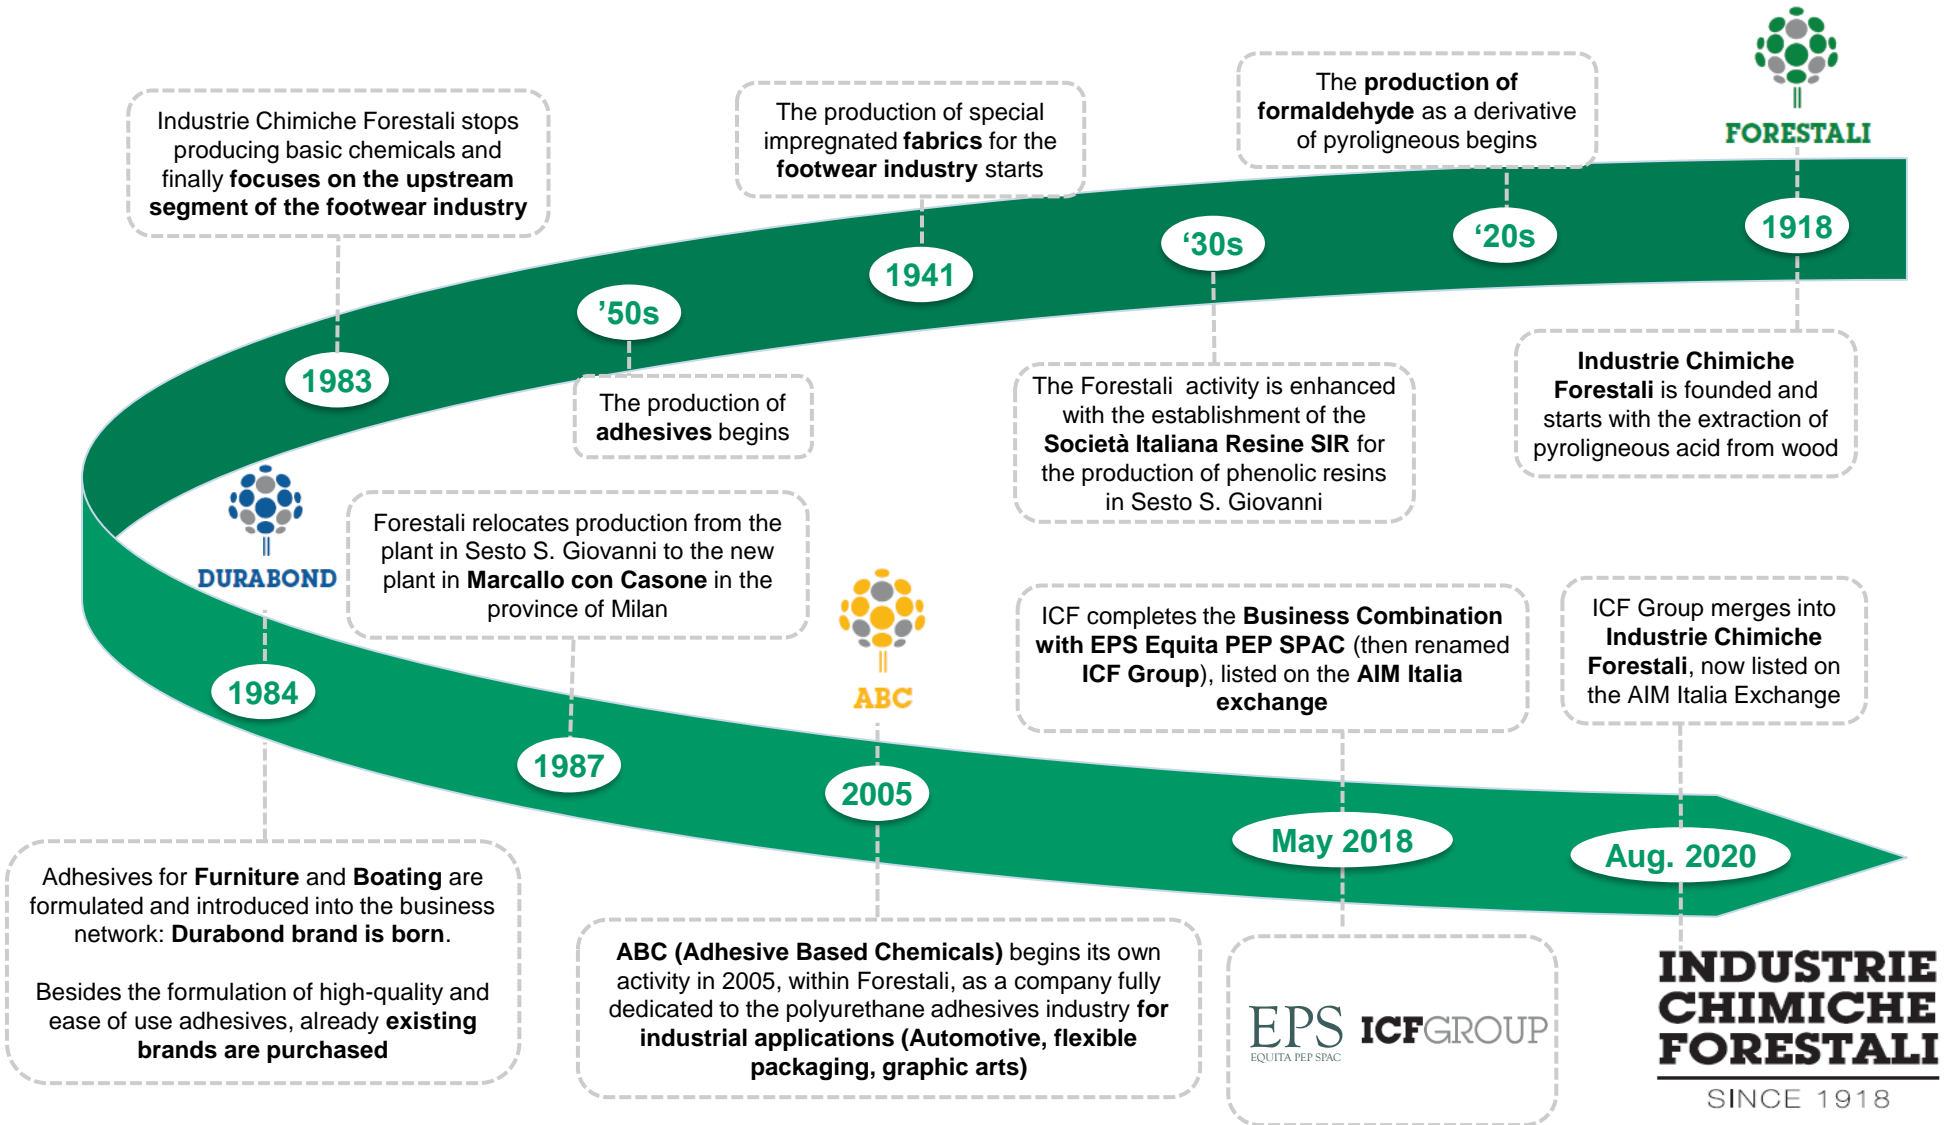 FORESTALI
1918
Industrie Chimiche
Forestali is founded and
starts with the extraction of
pyroligneous acid from wood
The production of
formaldehyde as a derivative
of pyroligneous begins
‘20s
‘30s
The Forestali activity is enhanced
with the establishment of the
Società Italiana Resine SIR for
the production of phenolic resins
in Sesto S. Giovanni
The production of special
impregnated fabrics for the
footwear industry starts
1941
’50s
The production of
adhesives begins
Industrie Chimiche Forestali stops
producing basic chemicals and
finally focuses on the upstream
segment of the footwear industry
1983
DURABOND
1984
Adhesives for Furniture and Boating are
formulated and introduced into the business
network: Durabond brand is born.
Besides the formulation of high-quality and
ease of use adhesives, already existing
brands are purchased
Forestali relocates production from the
plant in Sesto S. Giovanni to the new
plant in Marcallo con Casone in the
province of Milan
1987
ABC
2005
ABC (Adhesive Based Chemicals) begins its own
activity in 2005, within Forestali, as a company fully
dedicated to the polyurethane adhesives industry for
industrial applications (Automotive, flexible
packaging, graphic arts)
ICF completes the Business Combination
with EPS Equita PEP SPAC (then renamed
ICF Group), listed on the AIM Italia
exchange
May 2018
EPS
EQUITA PEP SPAC
ICFGROUP
ICF Group merges into
Industrie Chimiche
Forestali, now listed on
the AIM Italia Exchange
Aug. 2020
INDUSTRIE
CHIMICHE
FORESTALI
SINCE 1918